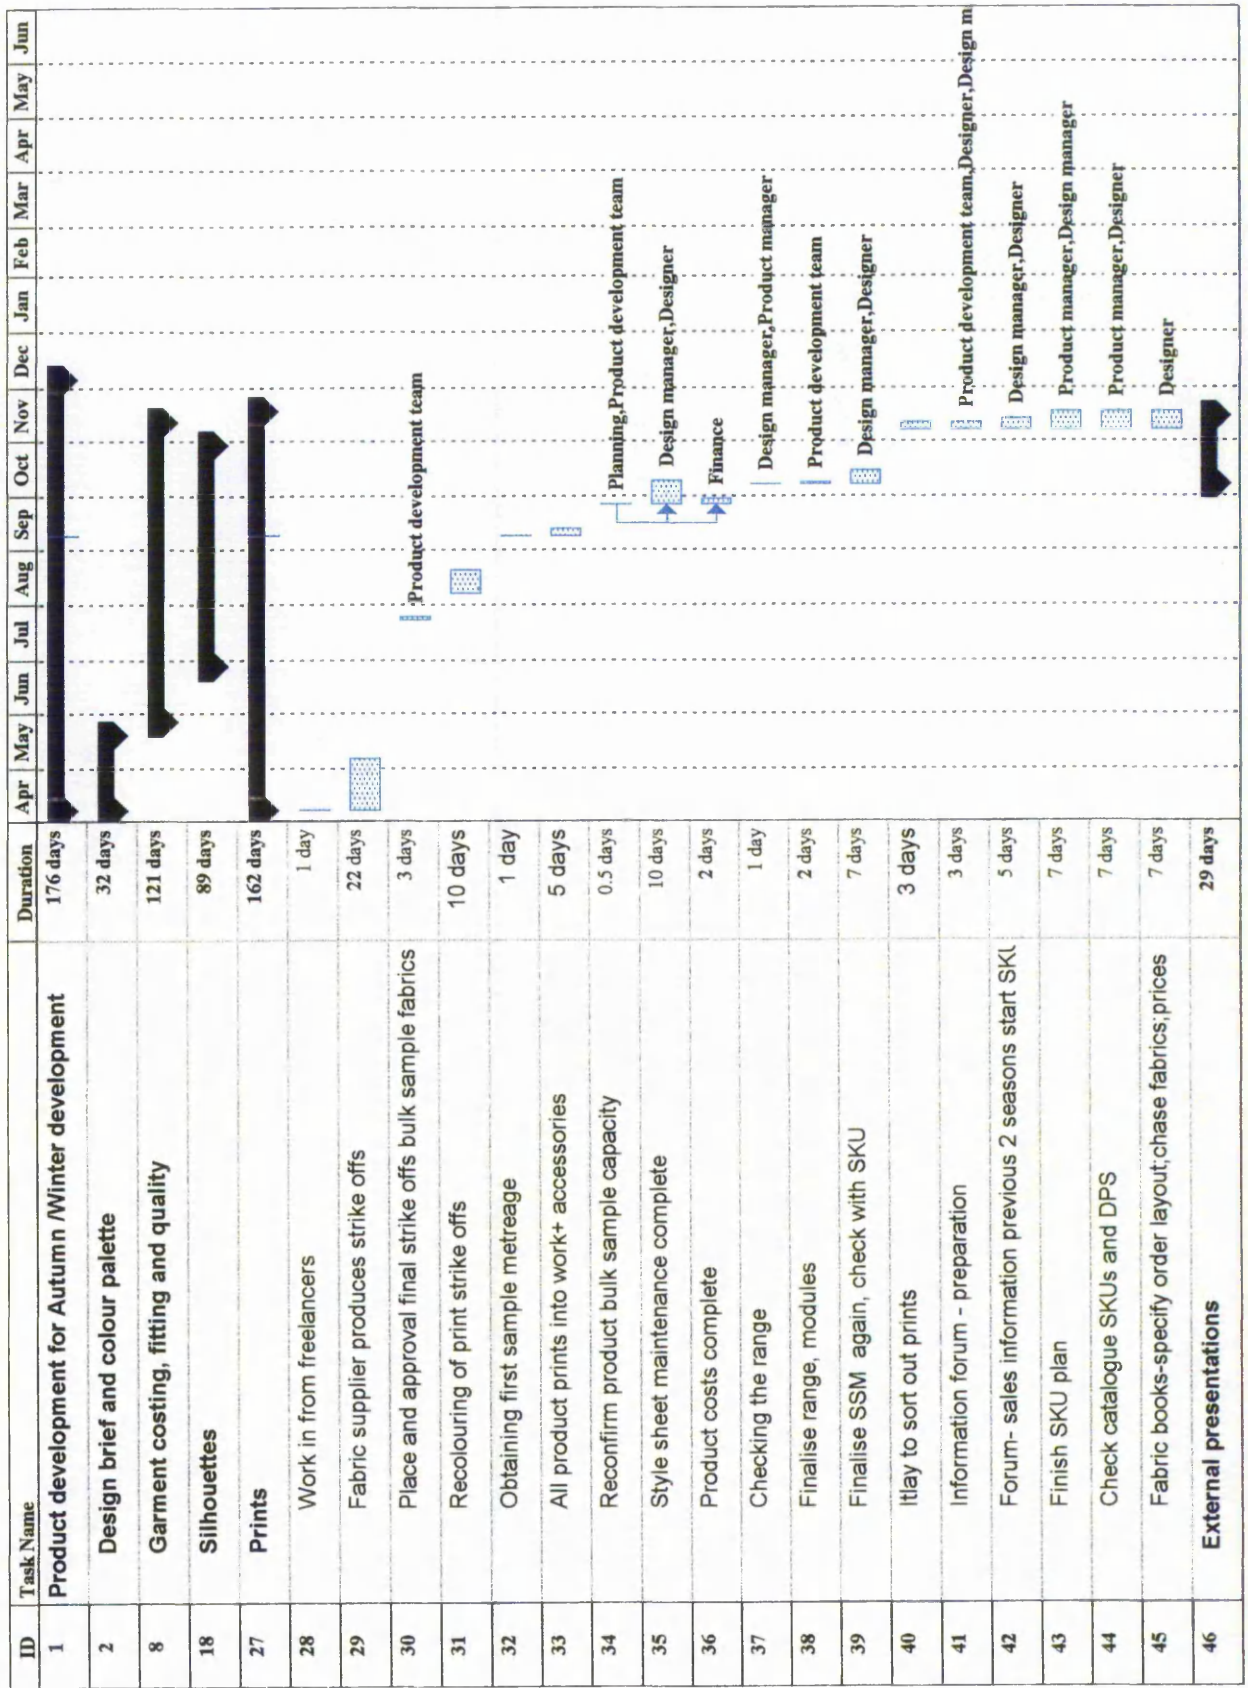 ID Task Name Duration Apr May Jun Jul Aug Sep Oct Nov Dec Jan Feb Mar Apr May Jun
1 Product development for Autumn /Winter development 176 days
2 Design brief and colour palette 32 days
8 Garment costing, fitting and quality 121 days
18 Silhouettes 89 days
27 Prints 162 days
28 Work in from freelancers 1 day
29 Fabric supplier produces strike offs 22 days
30 Place and approval final strike offs bulk sample fabrics 3 days Product development team
31 Recolouring of print strike offs 10 days
32 Obtaining first sample metreage 1 day
33 All product prints into work+ accessories 5 days
34 Reconfirm product bulk sample capacity 0.5 days Planning,Product development team
35 Style sheet maintenance complete 10 days Design manager,Designer
36 Product costs complete 2 days Finance
37 Checking the range 1 day Design manager,Product manager
38 Finalise range, modules 2 days Product development team
39 Finalise SSM again, check with SKU 7 days Design manager,Designer
40 Itlay to sort out prints 3 days
41 Information forum - preparation 3 days Product development team,Designer,Design m
42 Forum- sales information previous 2 seasons start SKU 5 days Design manager,Designer
43 Finish SKU plan 7 days Product manager,Design manager
44 Check catalogue SKUs and DPS 7 days Product manager,Designer
45 Fabric books-specify order layout;chase fabrics;prices 7 days Designer
46 External presentations 29 days